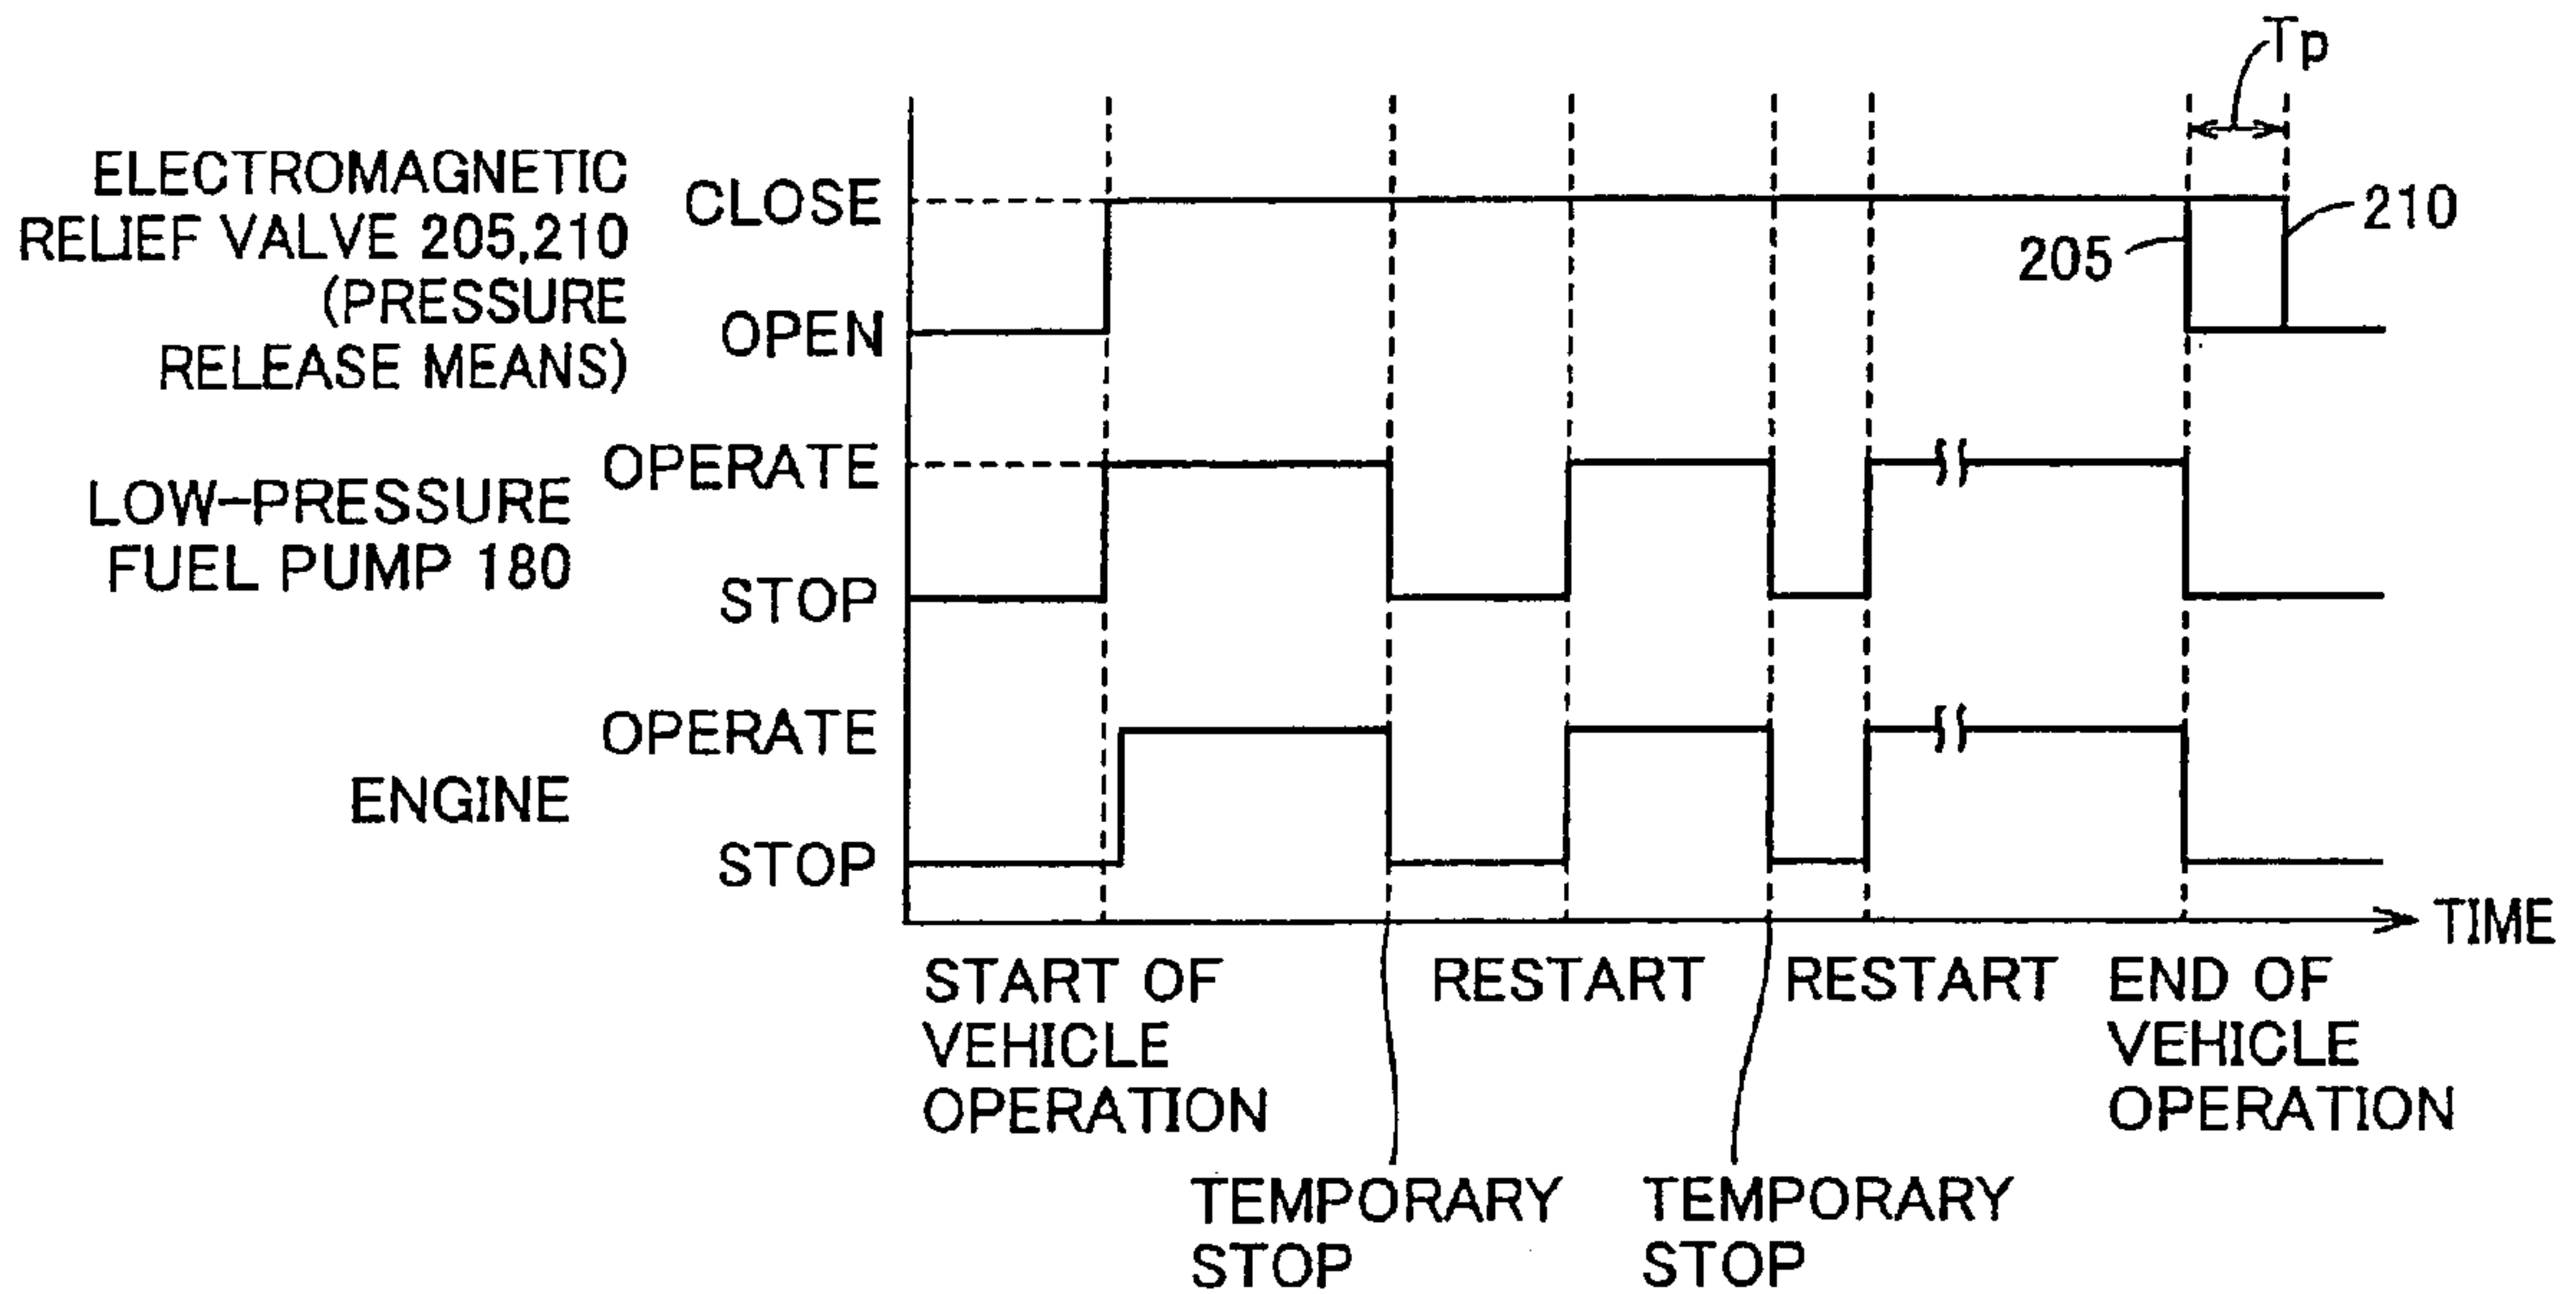 Tp
ELECTROMAGNETIC
RELIEF VALVE 205,210
(PRESSURE
RELEASE MEANS)
CLOSE
OPEN
205
210
LOW-PRESSURE
FUEL PUMP 180
OPERATE
STOP
ENGINE
OPERATE
STOP
TIME
START OF
VEHICLE
OPERATION
TEMPORARY
STOP
RESTART
TEMPORARY
STOP
RESTART
END OF
VEHICLE
OPERATION